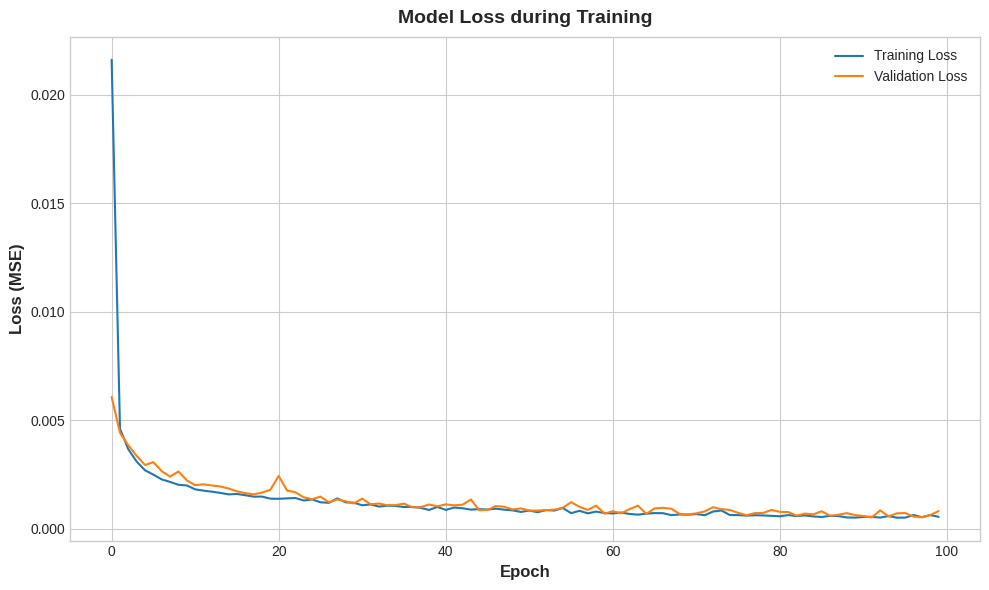 Model Loss during Training
Training Loss
Validation Loss
0.020
0.015
0.010
0.005
0.000
Loss (MSE)
0 20 40 60 80 100
Epoch